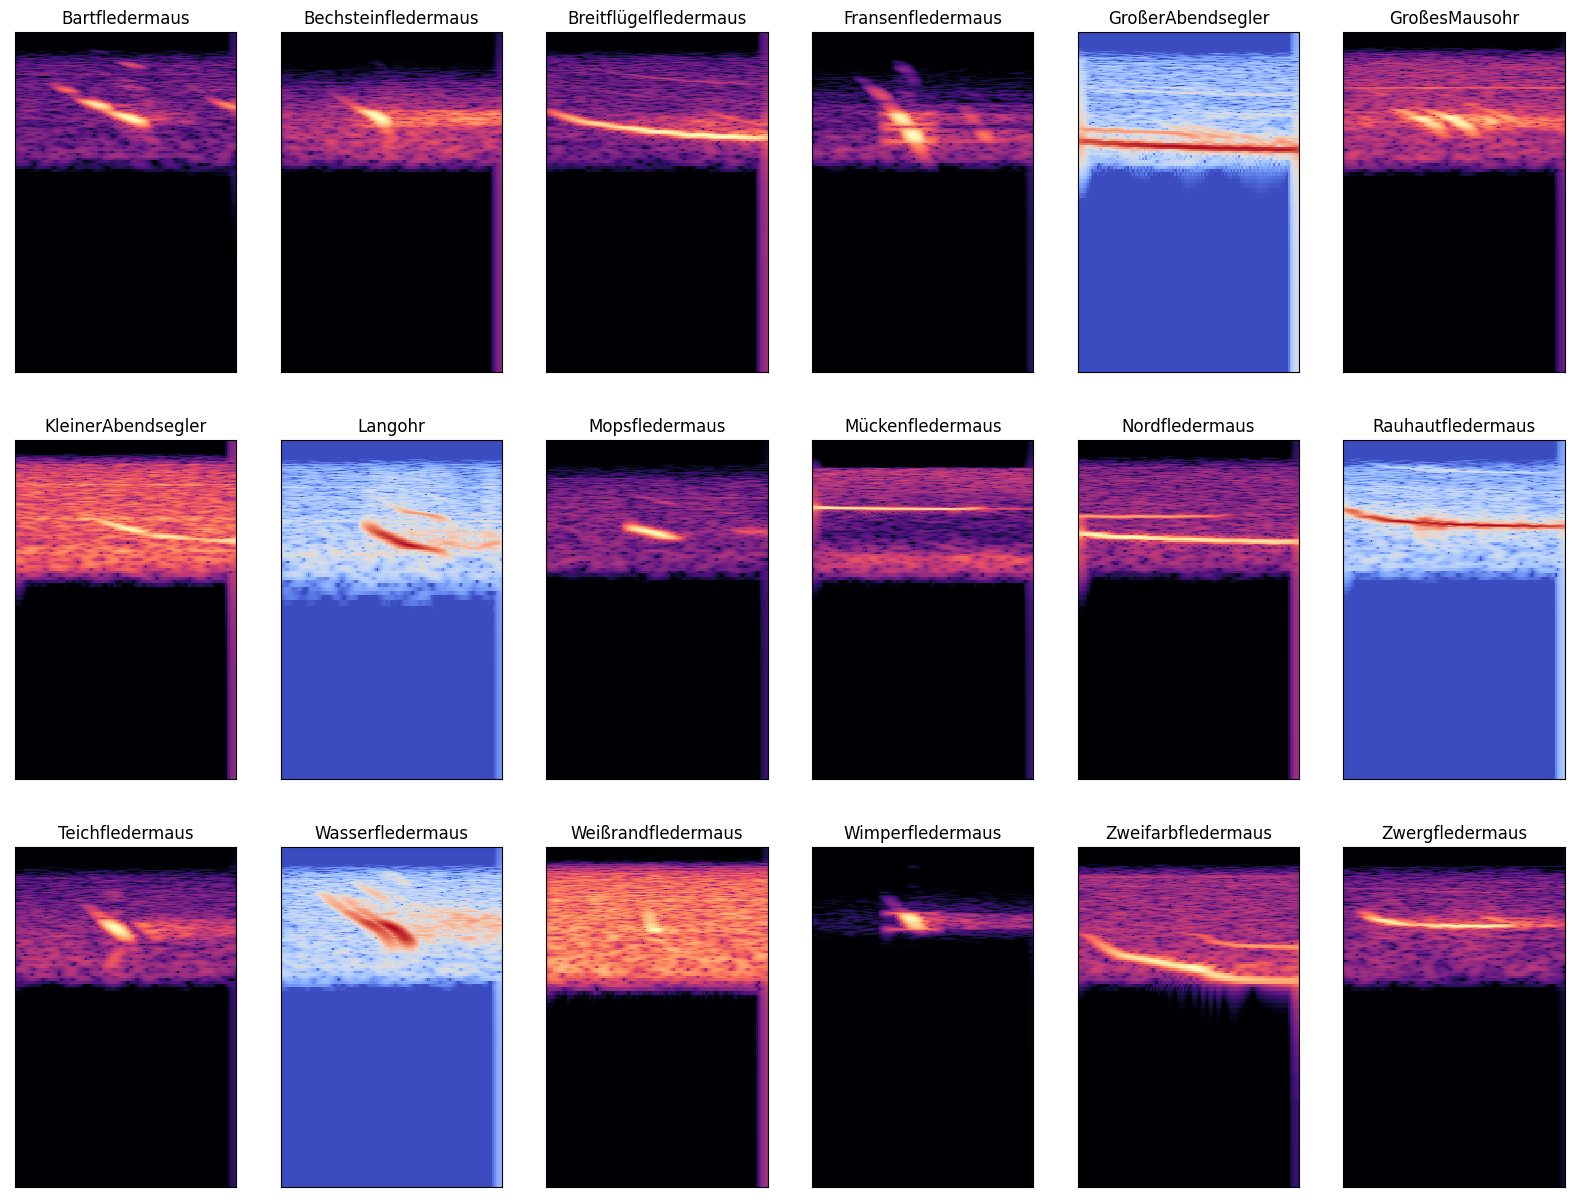 Bartfledermaus
Bechsteinfledermaus
Breitflügelfledermaus
Fransenfledermaus
GroßerAbendsegler
GroßesMausohr
KleinerAbendsegler
Langohr
Mopsfledermaus
Mückenfledermaus
Nordfledermaus
Rauhautfledermaus
Teichfledermaus
Wasserfledermaus
Weißrandfledermaus
Wimperfledermaus
Zweifarbfledermaus
Zwergfledermaus